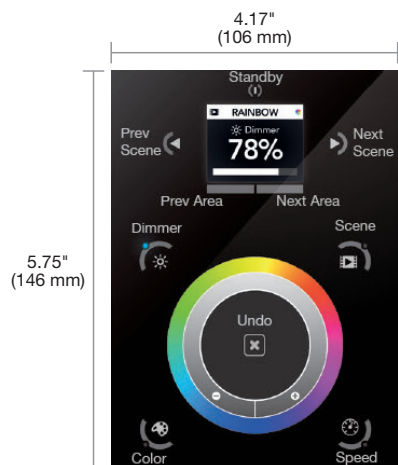 4.17"
(106 mm)
Standby
RAINBOW
Prev
Scene
Dimmer
78%
Next
Scene
Prev Area
Next Area
Dimmer
Scene
5.75"
(146 mm)
Undo
Color
Speed